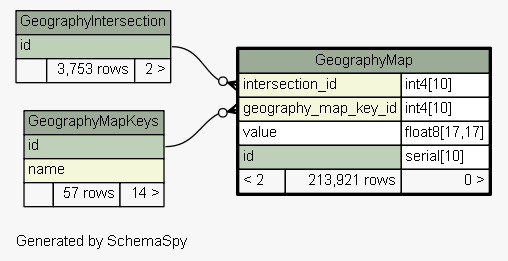 GeographyIntersection
id
3,753 rows 2 >
GeographyMapKeys
id
name
57 rows 14 >
GeographyMap
intersection_id int4[10]
geography_map_key_id int4[10]
value float8[17,17]
id serial[10]
< 2 213,921 rows 0 >
Generated by SchemaSpy